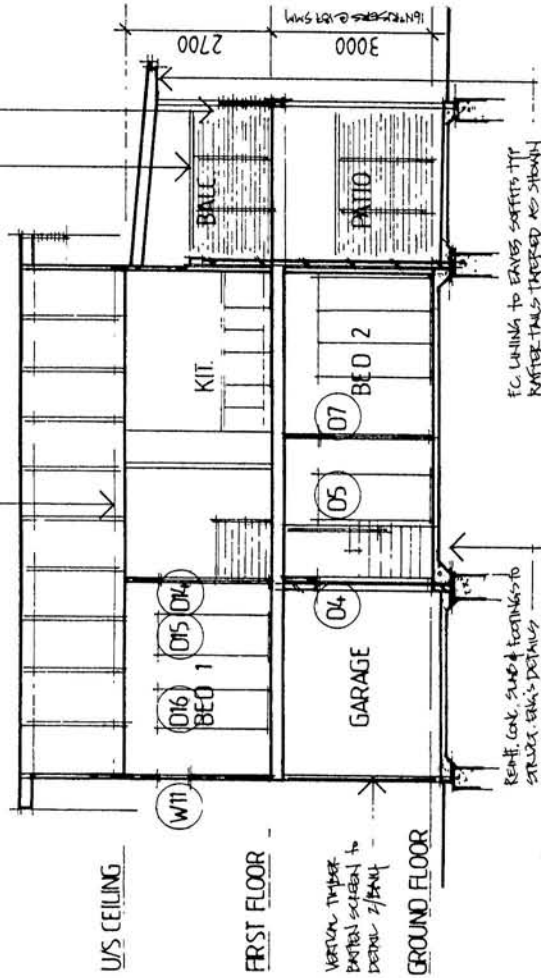 U/S CEILING
FIRST FLOOR
GROUND FLOOR
VERTICAL TIMBER
BATTEN SCREEN TO
DETAIL
W11
D16
D15
D14
BED 1
KIT.
BALC
GARAGE
D4
D5
D7
BED 2
PATIO
2700
3000
REINF. CONC. SLAB & FOOTINGS TO
STRUCT. ENG'S DETAILS
F.C. LINING TO EAVES SOFFITS TYP
RAFTER TAILS TAPERED AS SHOWN